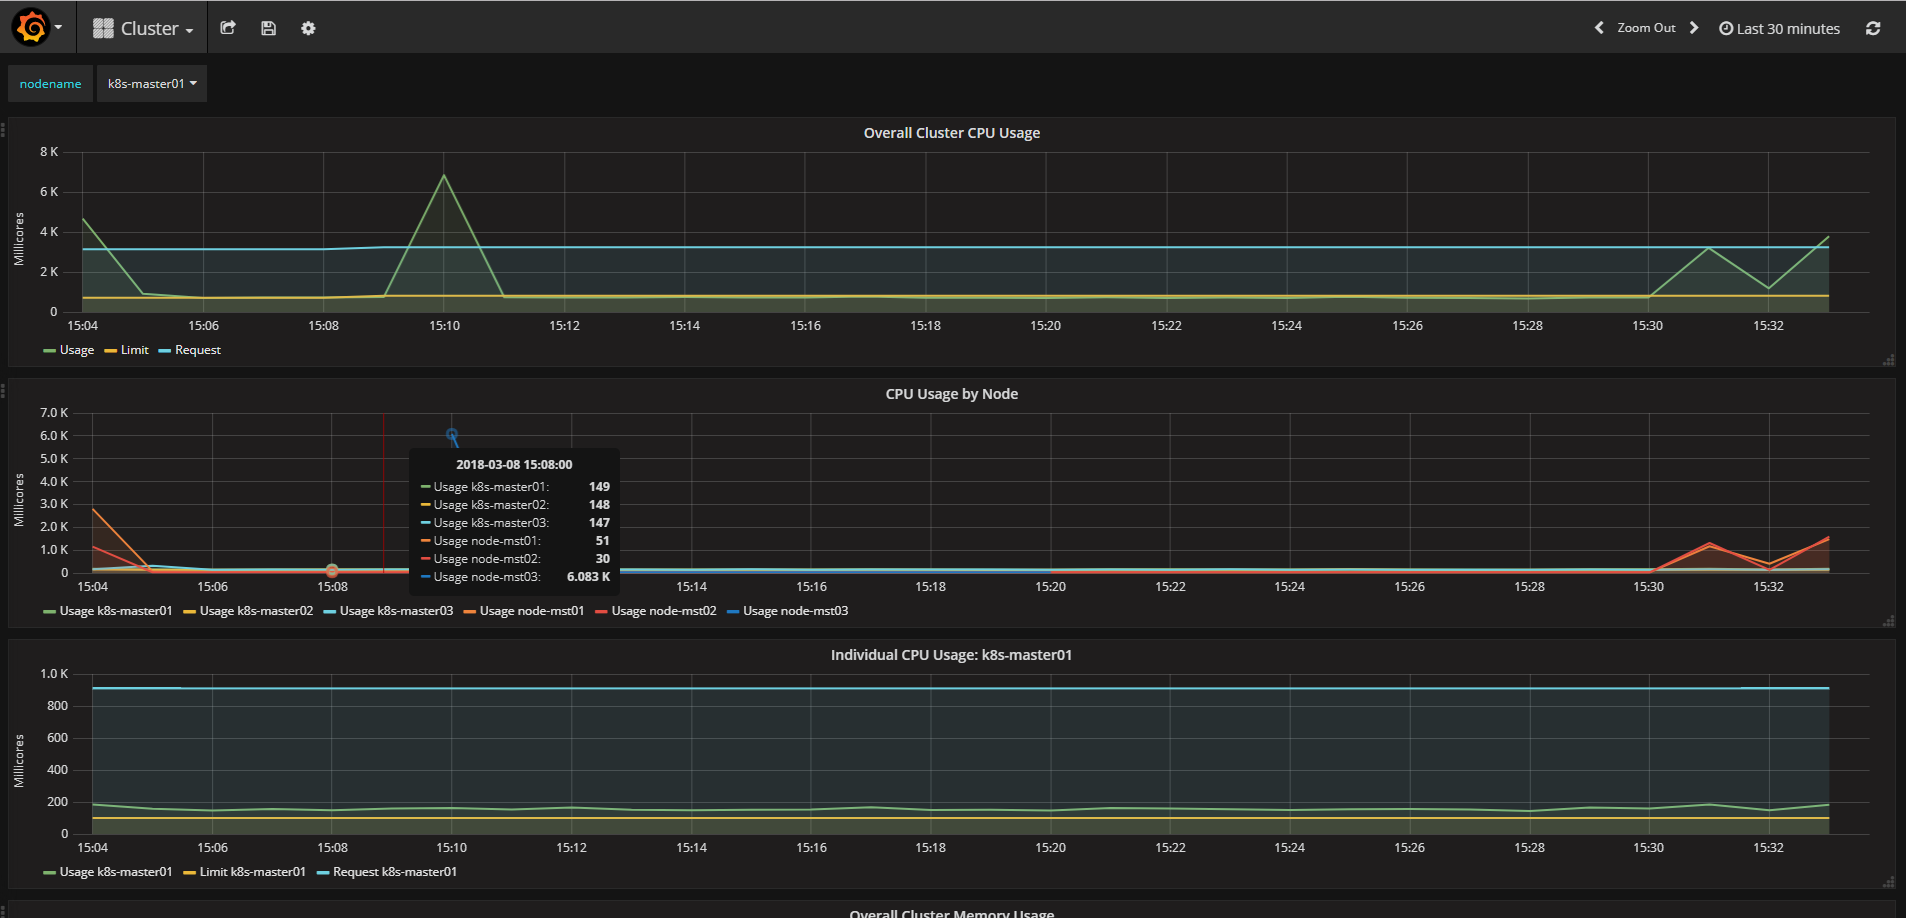 Cluster
Zoom Out
Last 30 minutes
nodename
k8s-master01
Overall Cluster CPU Usage
Millicores
8 K
6 K
4 K
2 K
0
15:04 15:06 15:08 15:10 15:12 15:14 15:16 15:18 15:20 15:22 15:24 15:26 15:28 15:30 15:32
Usage Limit Request
CPU Usage by Node
Millicores
7.0 K
6.0 K
5.0 K
4.0 K
3.0 K
2.0 K
1.0 K
0
2018-03-08 15:08:00
Usage k8s-master01: 149
Usage k8s-master02: 148
Usage k8s-master03: 147
Usage node-mst01: 51
Usage node-mst02: 30
Usage node-mst03: 6.083 K
15:04 15:06 15:08 15:14 15:16 15:18 15:20 15:22 15:24 15:26 15:28 15:30 15:32
Usage k8s-master01 Usage k8s-master02 Usage k8s-master03 Usage node-mst01 Usage node-mst02 Usage node-mst03
Individual CPU Usage: k8s-master01
Millicores
1.0 K
800
600
400
200
0
15:04 15:06 15:08 15:10 15:12 15:14 15:16 15:18 15:20 15:22 15:24 15:26 15:28 15:30 15:32
Usage k8s-master01 Limit k8s-master01 Request k8s-master01
Overall Cluster Memory Usage